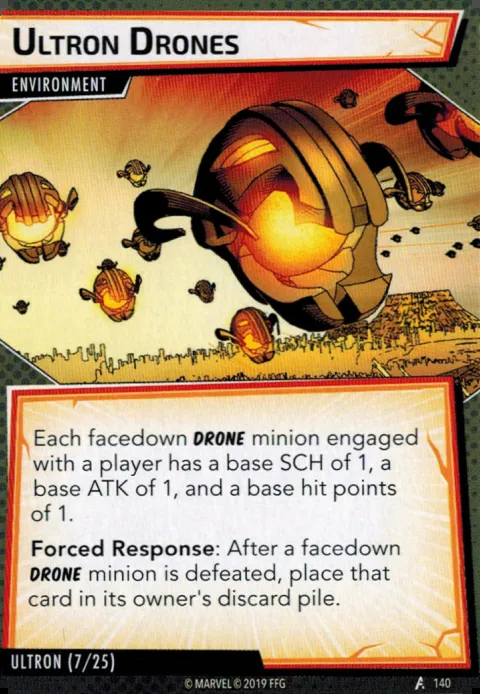 ULTRON DRONES
ENVIRONMENT
Each facedown DRONE minion engaged
with a player has a base SCH of 1, a
base ATK of 1, and a base hit points
of 1.
Forced Response: After a facedown
DRONE minion is defeated, place that
card in its owner's discard pile.
ULTRON (7/25)
© MARVEL © 2019 FFG
140